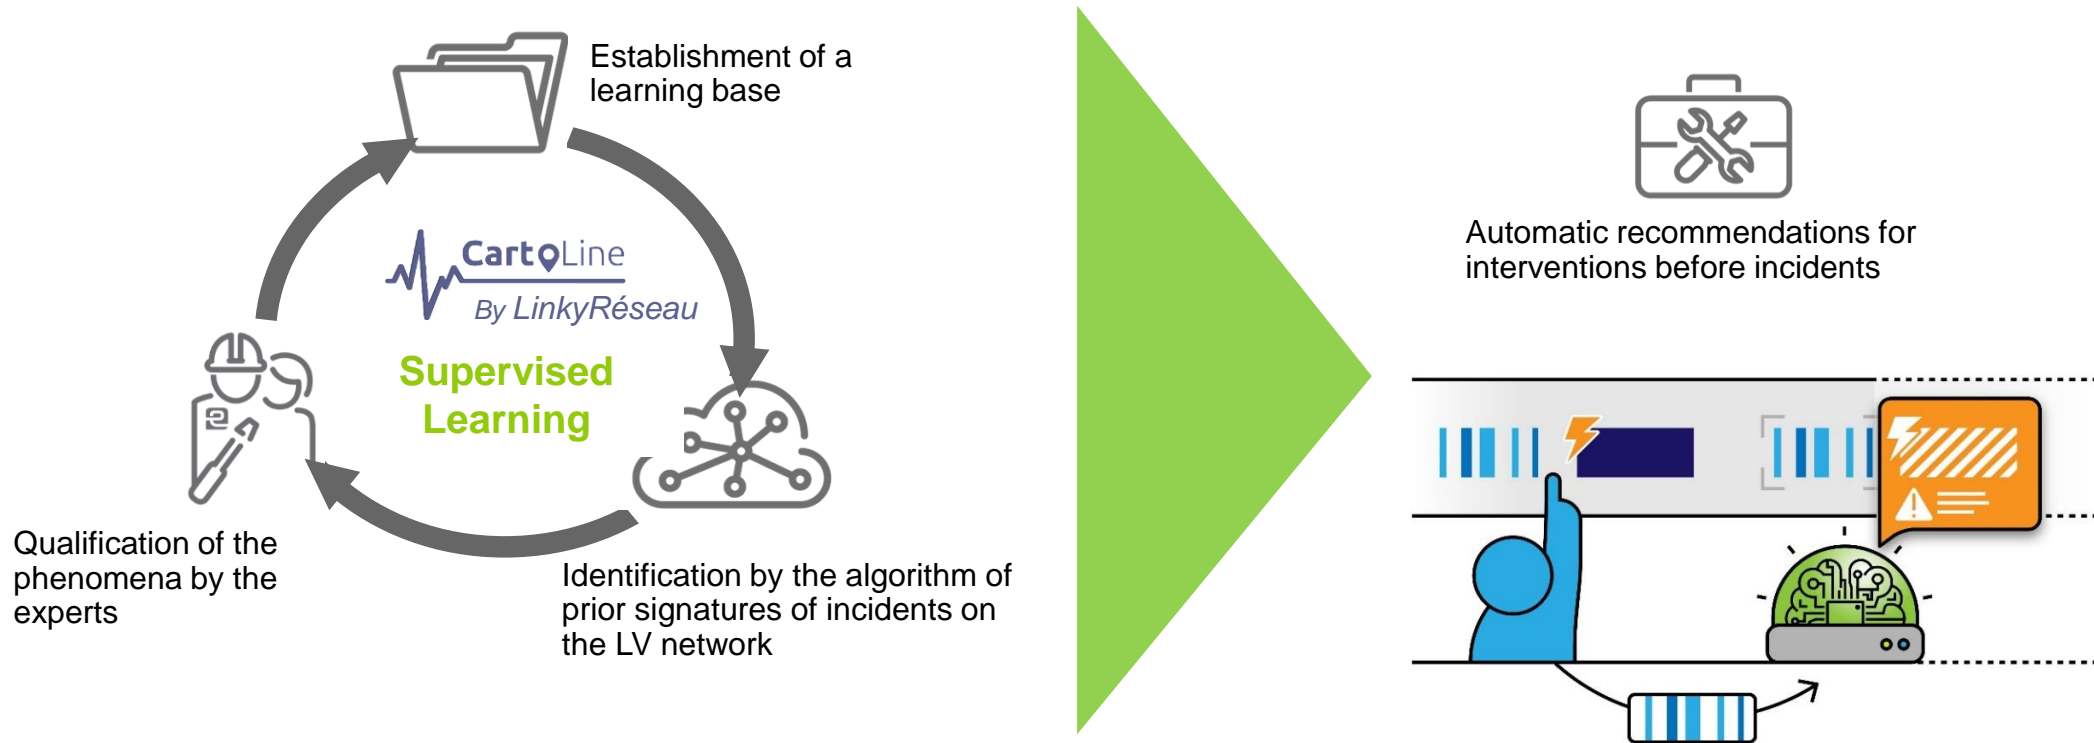 Establishment of a
learning base
CartoLine
By LinkyRéseau
Supervised
Learning
Qualification of the
phenomena by the
experts
Identification by the algorithm of
prior signatures of incidents on
the LV network
Automatic recommendations for
interventions before incidents